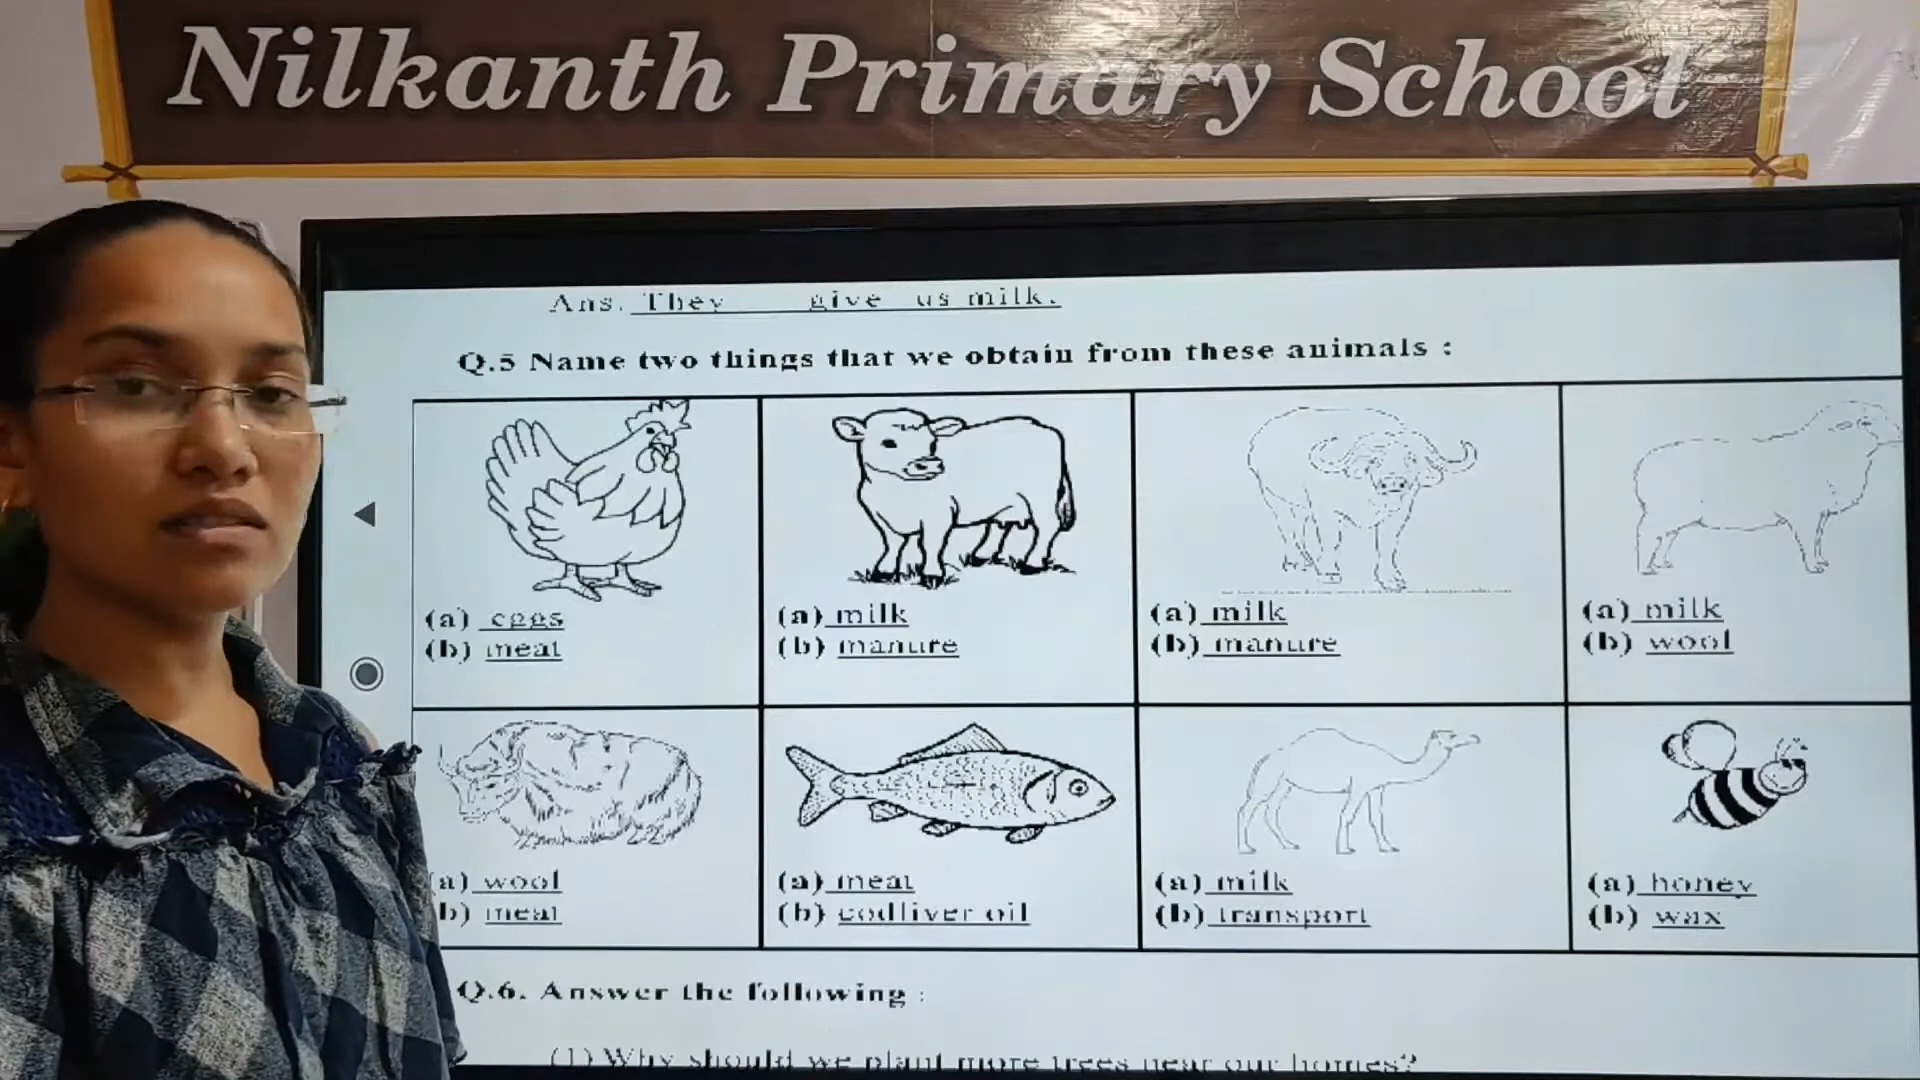 Nilkanth Primary School
Ans. They give us milk.
Q.5 Name two things that we obtain from these animals :
(a) eggs
(b) meat
(a) milk
(b) manure
(a) milk
(b) manure
(a) milk
(b) wool
a) wool
b) meat
(a) meat
(b) codliver oil
(a) milk
(b) transport
(a) honey
(b) wax
Q.6. Answer the following :
(1) Why should we plant more trees near our homes?